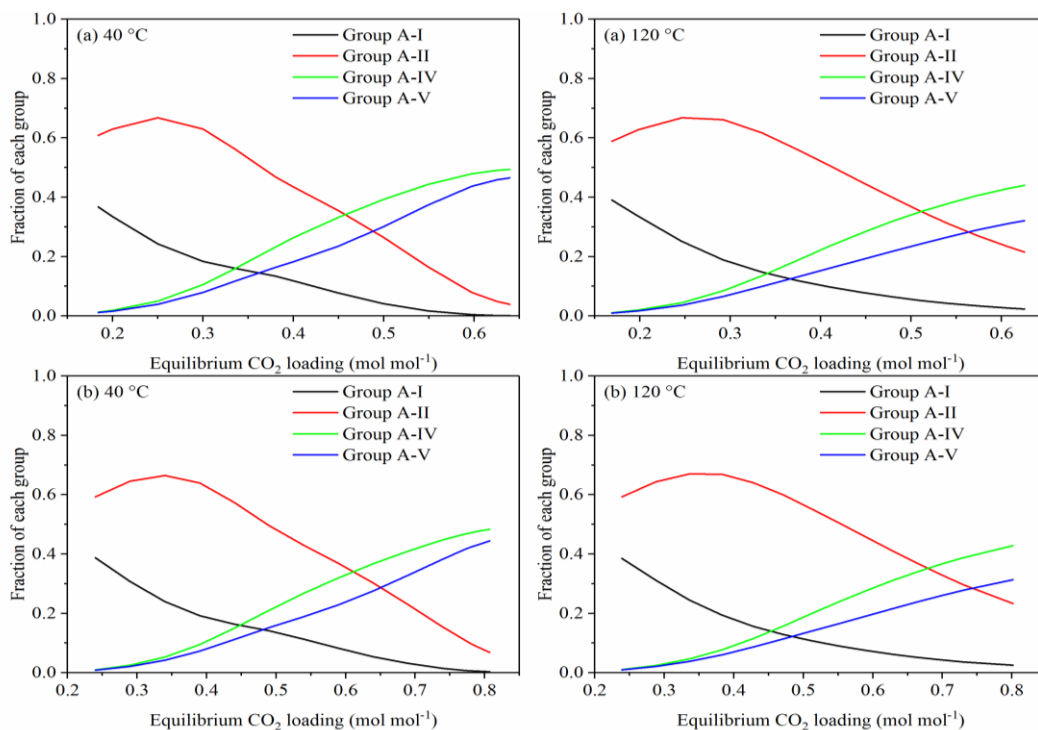 (a) 40 °C
Group A-I
Group A-II
Group A-IV
Group A-V
1.0
0.8
0.6
0.4
0.2
0.0
Fraction of each group
0.2 0.3 0.4 0.5 0.6
Equilibrium CO₂ loading (mol mol⁻¹)
(a) 120 °C
Group A-I
Group A-II
Group A-IV
Group A-V
1.0
0.8
0.6
0.4
0.2
0.0
Fraction of each group
0.2 0.3 0.4 0.5 0.6
Equilibrium CO₂ loading (mol mol⁻¹)
(b) 40 °C
Group A-I
Group A-II
Group A-IV
Group A-V
1.0
0.8
0.6
0.4
0.2
0.0
Fraction of each group
0.2 0.3 0.4 0.5 0.6 0.7 0.8
Equilibrium CO₂ loading (mol mol⁻¹)
(b) 120 °C
Group A-I
Group A-II
Group A-IV
Group A-V
1.0
0.8
0.6
0.4
0.2
0.0
Fraction of each group
0.2 0.3 0.4 0.5 0.6 0.7 0.8
Equilibrium CO₂ loading (mol mol⁻¹)